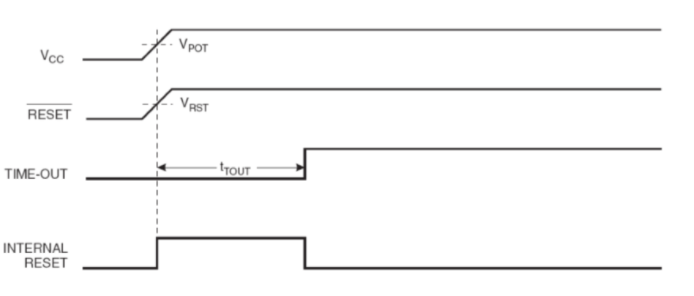 VCC
VPOT
RESET
VRST
TIME-OUT
tTOUT
INTERNAL
RESET